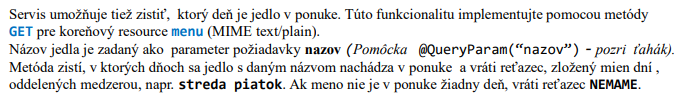 Servis umožňuje tiež zistiť, ktorý deň je jedlo v ponuke. Túto funkcionalitu implementujte pomocou metódy
GET pre koreňový resource menu (MIME text/plain).
Názov jedla je zadaný ako parameter požiadavky nazov (Pomôcka @QueryParam(“nazov”) - pozri ťahák).
Metóda zistí, v ktorých dňoch sa jedlo s daným názvom nachádza v ponuke a vráti reťazec, zložený mien dní ,
oddelených medzerou, napr. streda piatok. Ak meno nie je v ponuke žiadny deň, vráti reťazec NEMAME.